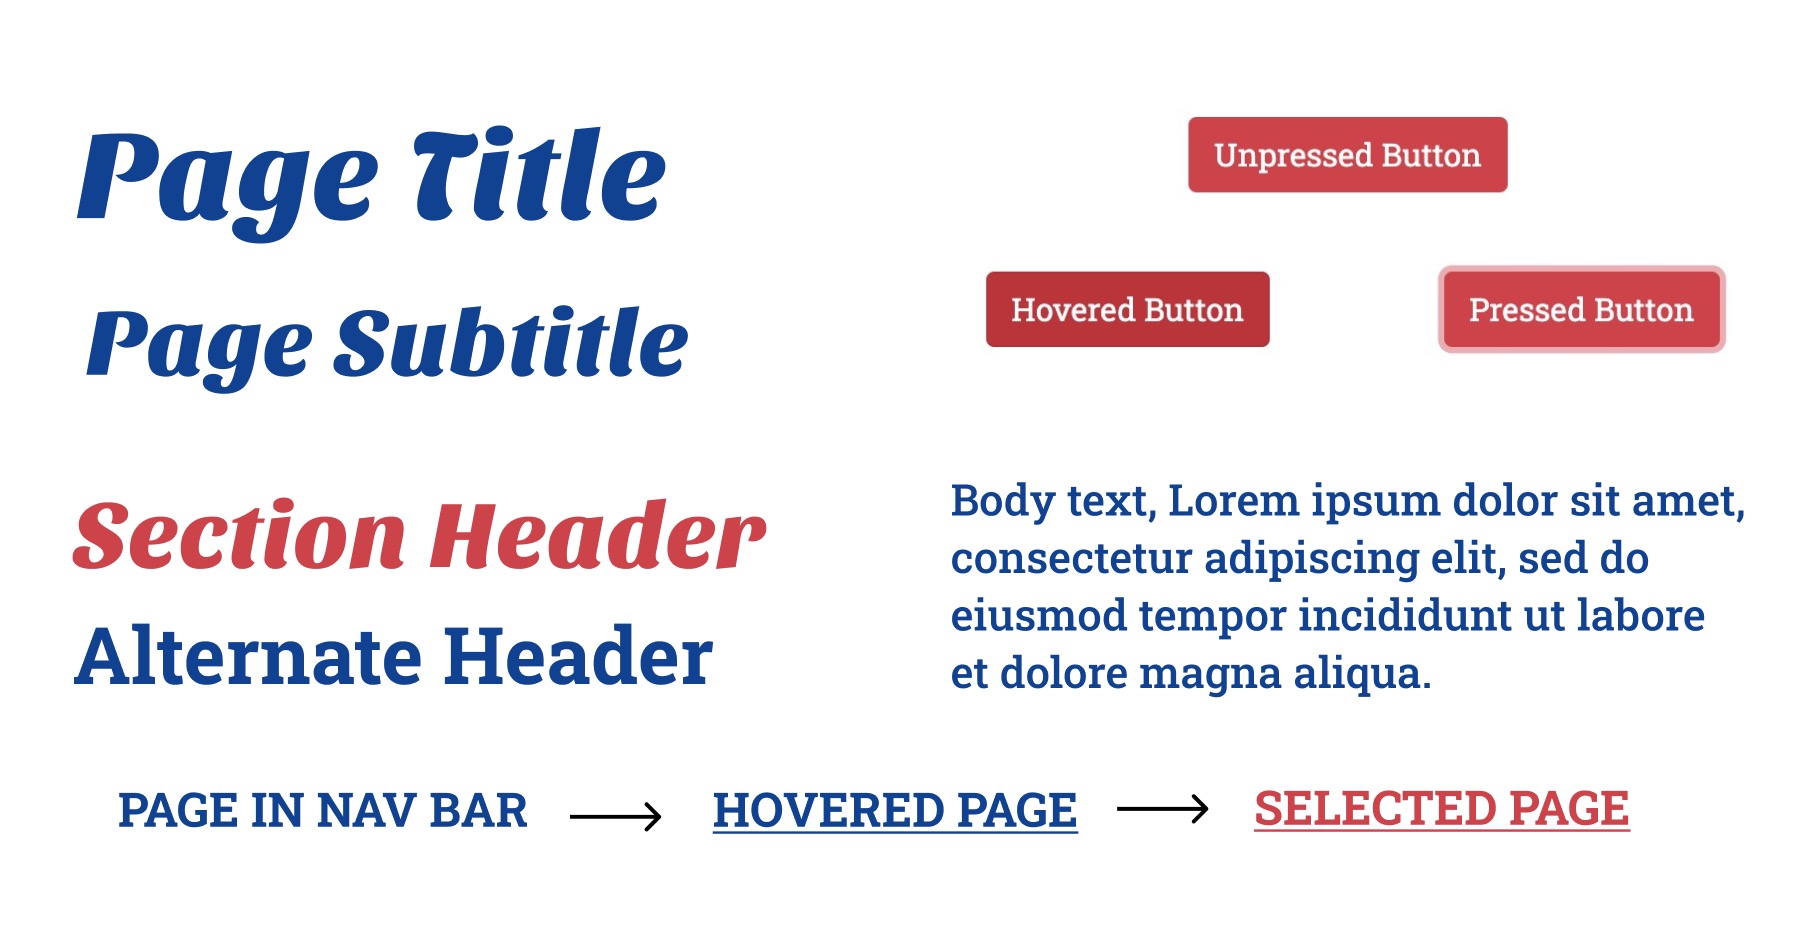 Page Title
Page Subtitle
Unpressed Button
Hovered Button
Pressed Button
Section Header
Alternate Header
Body text, Lorem ipsum dolor sit amet,
consectetur adipiscing elit, sed do
eiusmod tempor incididunt ut labore
et dolore magna aliqua.
PAGE IN NAV BAR
HOVERED PAGE
SELECTED PAGE